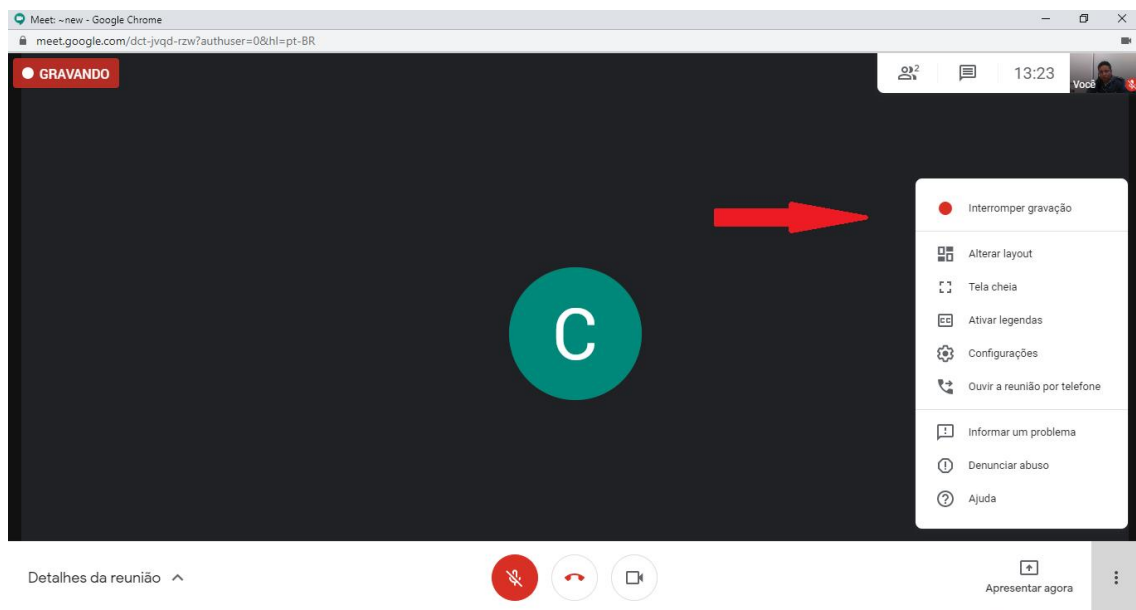 Meet: ~new - Google Chrome
meet.google.com/dct-jvqd-rzw?authuser=0&hl=pt-BR
GRAVANDO
2
13:23
Você
Interromper gravação
Alterar layout
Tela cheia
CC
Ativar legendas
Configurações
Ouvir a reunião por telefone
Informar um problema
Denunciar abuso
Ajuda
C
Detalhes da reunião
Apresentar agora